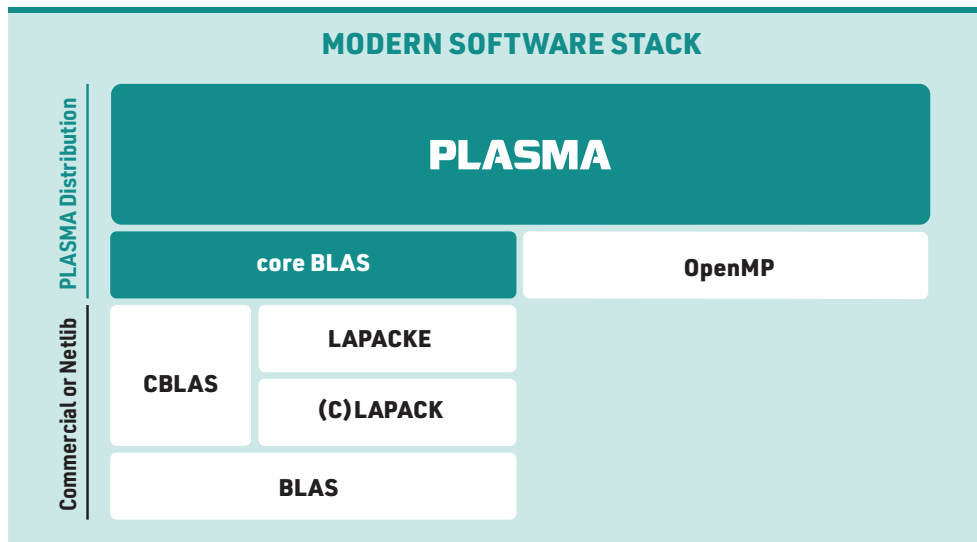 MODERN SOFTWARE STACK
PLASMA Distribution
PLASMA
core BLAS
OpenMP
Commercial or Netlib
CBLAS
LAPACKE
(C)LAPACK
BLAS